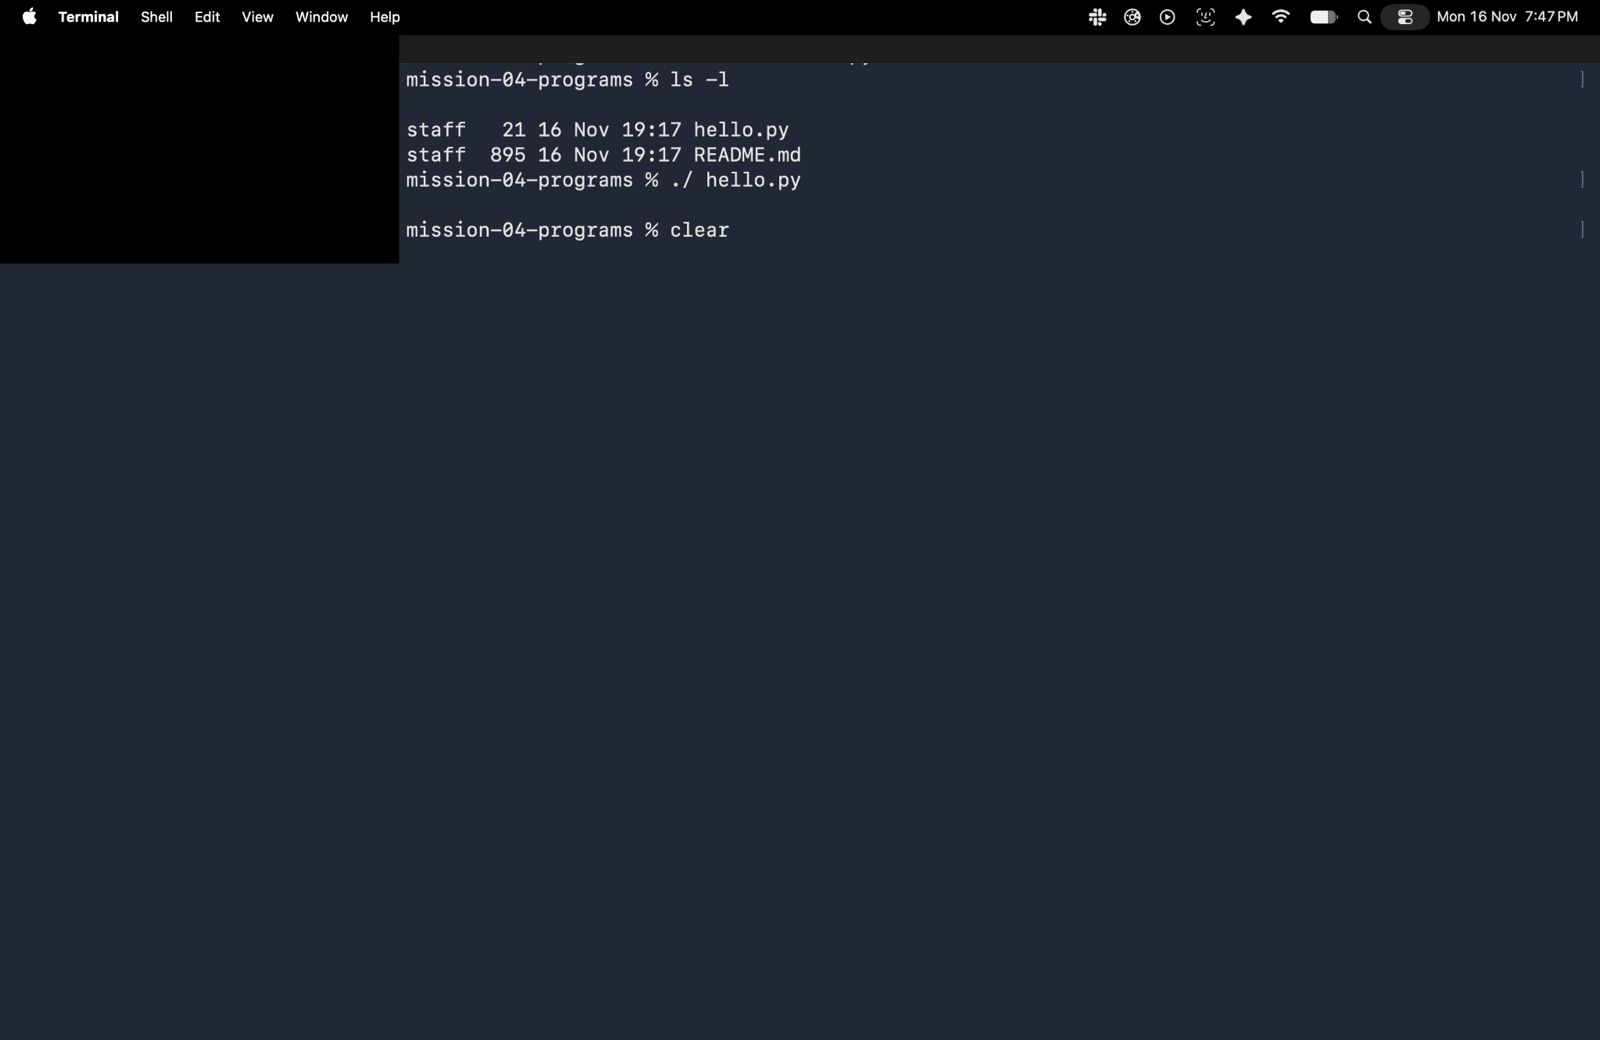 Terminal Shell Edit View Window Help Mon 16 Nov 7:47 PM
mission-04-programs % ls -l ]
staff 21 16 Nov 19:17 hello.py
staff 895 16 Nov 19:17 README.md
mission-04-programs % ./ hello.py ]
mission-04-programs % clear ]